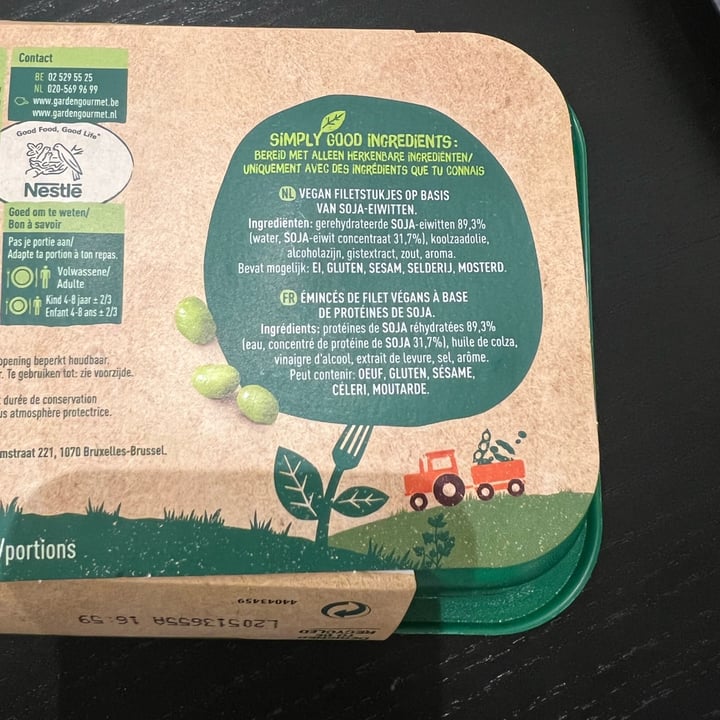 Contact
BE 02 529 55 25
NL 020-569 96 99
www.gardengourmet.be
www.gardengourmet.nl
Good Food, Good Life
Nestlē
Goed om te weten/
Bon à savoir
Pas je portie aan/
Adapte ta portion à ton repas.
Volwassene/
Adulte
Kind 4-8 jaar ± 2/3
Enfant 4-8 ans ± 2/3
opening beperkt houdbaar.
. Te gebruiken tot: zie voorzijde.
durée de conservation
us atmosphère protectrice.
mstraat 221, 1070 Bruxelles-Brussel.
/portions
SiMPLY GOOD iNGREDiENTS:
BEREiD MET ALLEEN HERKENBARE iNGREDiËNTEN/
UNiQUEMENT AVEC DES iNGRÉDiENTS QUE TU CONNAiS
NL VEGAN FILETSTUKJES OP BASIS
VAN SOJA-EIWITTEN.
Ingrediënten: gerehydrateerde SOJA-eiwitten 89,3%
(water, SOJA-eiwit concentraat 31,7%), koolzaadolie,
alcoholazijn, gistextract, zout, aroma.
Bevat mogelijk: EI, GLUTEN, SESAM, SELDERIJ, MOSTERD.
FR ÉMINCÉS DE FILET VÉGANS À BASE
DE PROTÉINES DE SOJA.
Ingrédients: protéines de SOJA réhydratées 89,3%
(eau, concentré de protéine de SOJA 31,7%), huile de colza,
vinaigre d'alcool, extrait de levure, sel, arôme.
Peut contenir: OEUF, GLUTEN, SÉSAME,
CÉLERI, MOUTARDE.
44043459
L20513655AA 16:59
RECYCLED